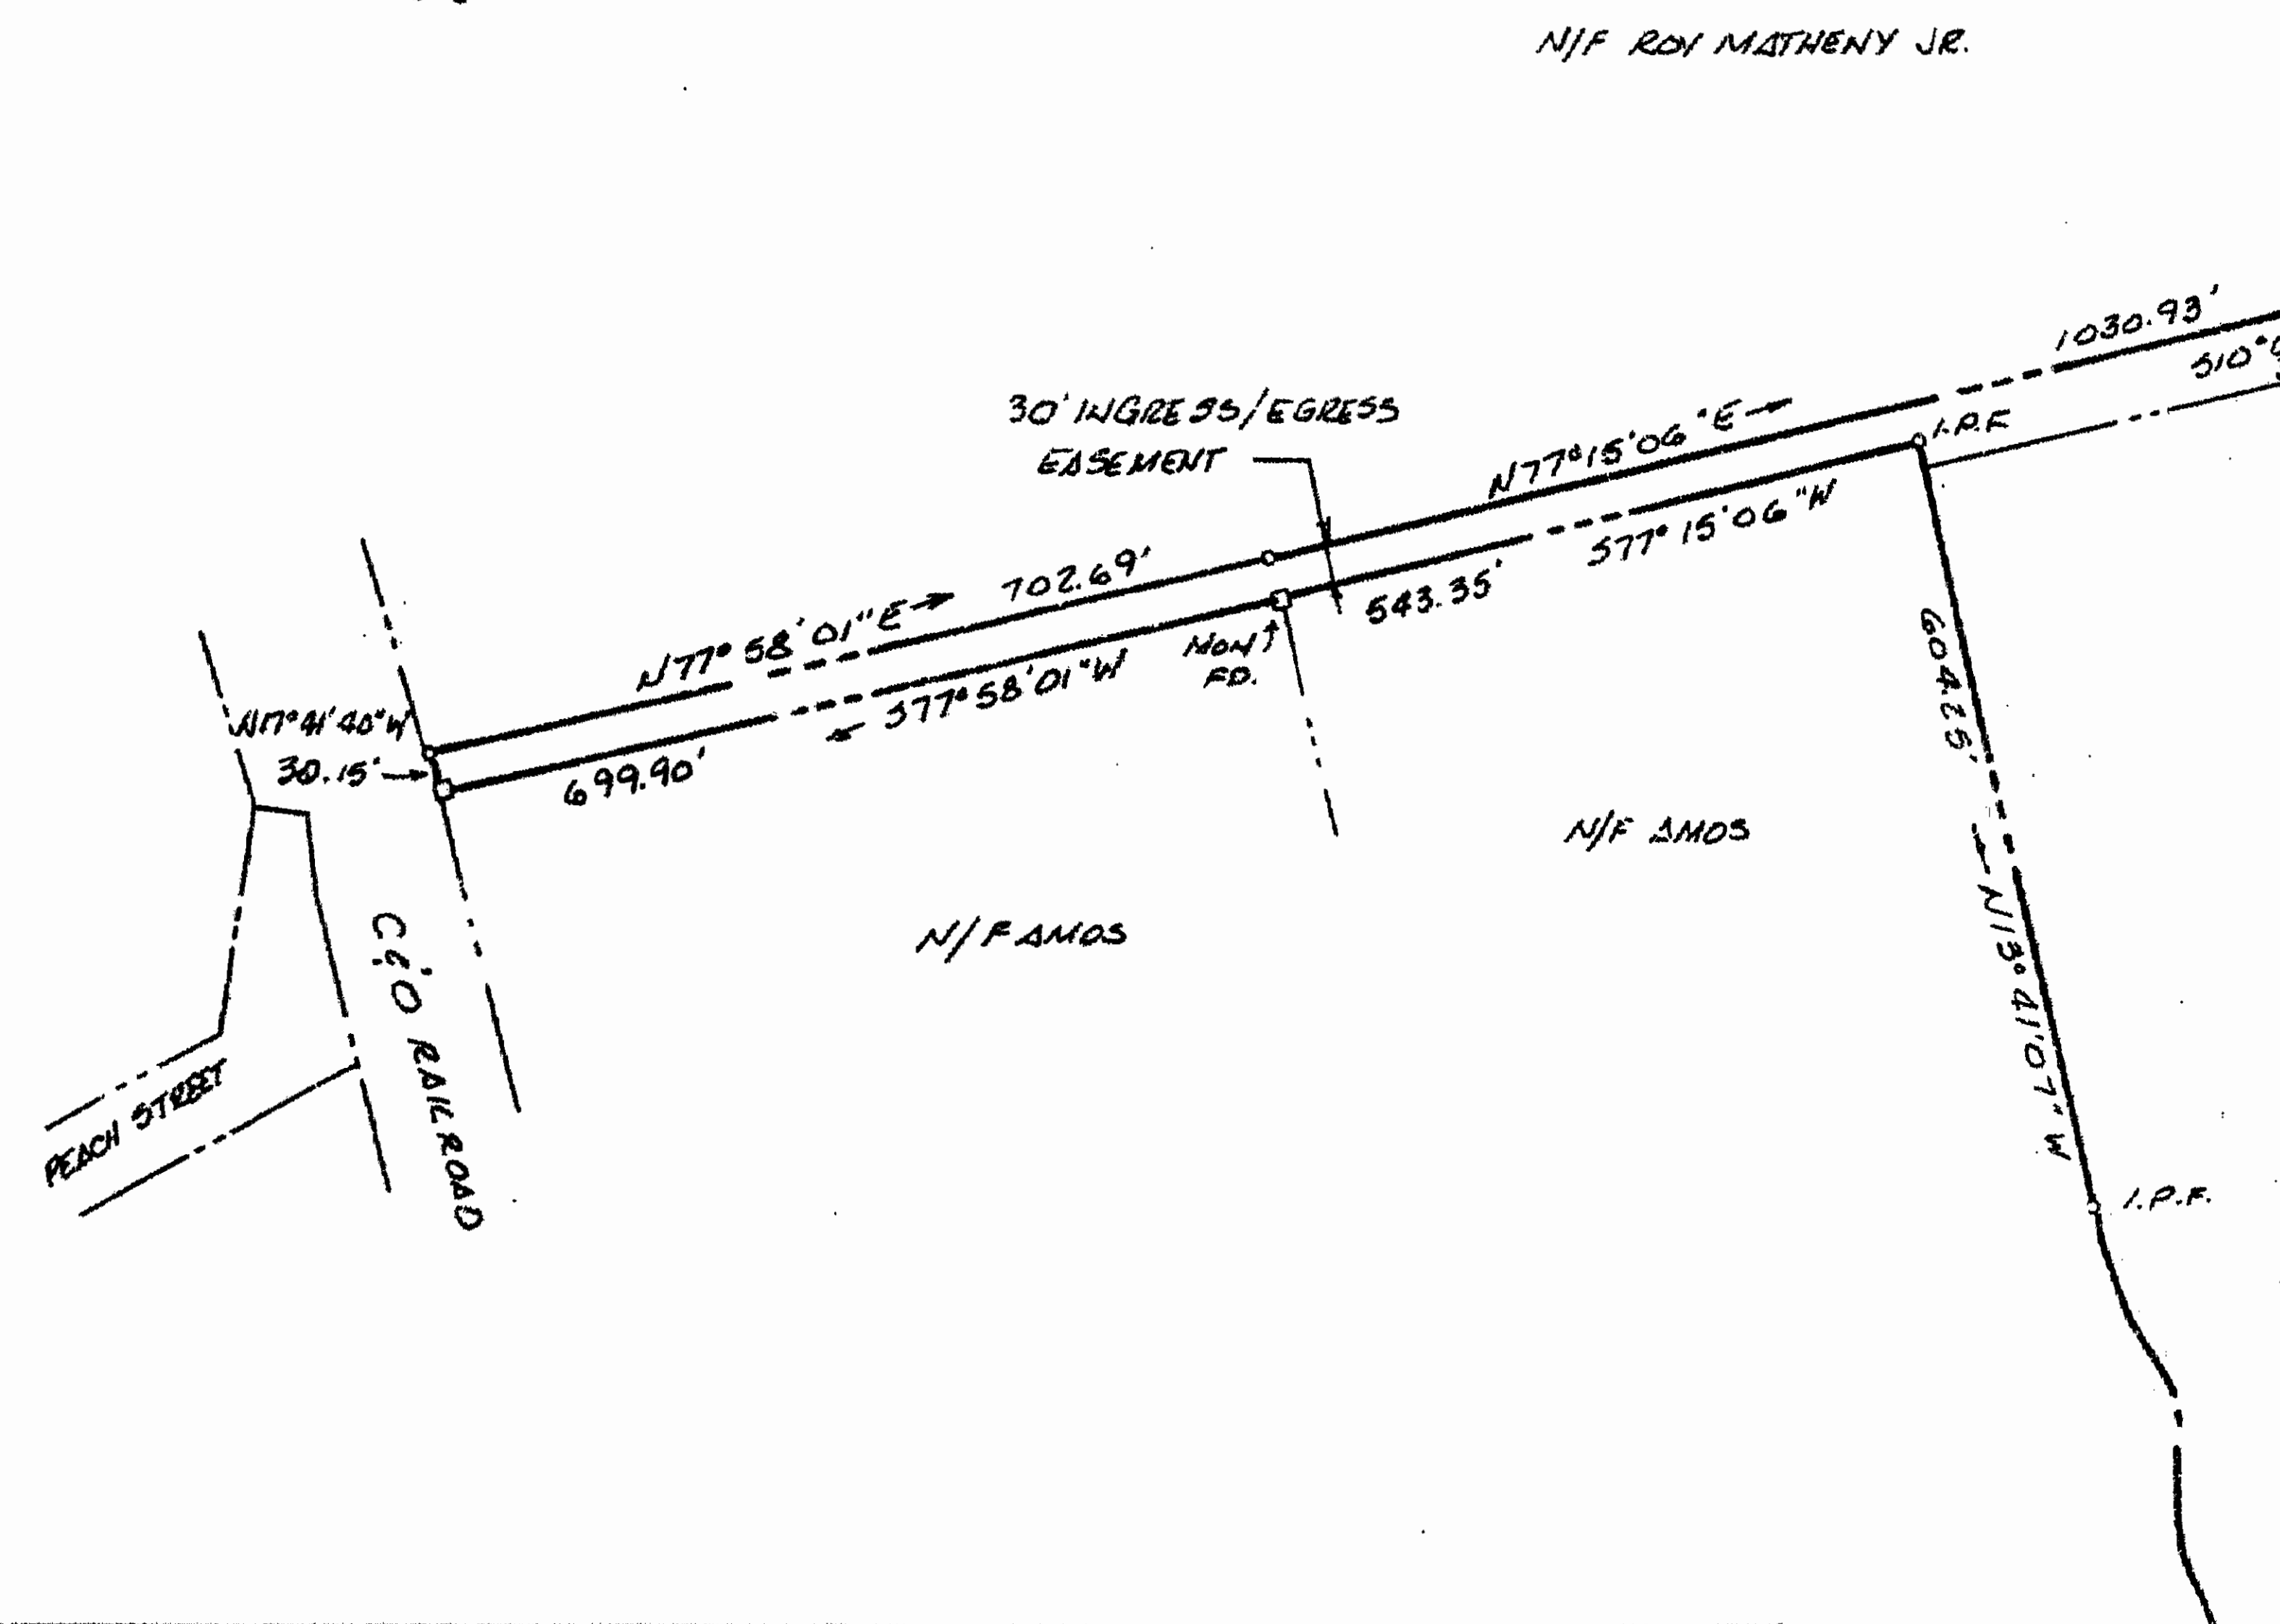 N/F ROY MATHENY JR.
1030.93'
S10°
30' INGRESS/EGRESS
EASEMENT
N77°15'06"E
I.P.F
S77°15'06"W
N77°58'01"E
702.69'
543.35'
MON
FD.
S77°58'01"W
604.25'
N17°41'40"W
30.15'
699.90'
N/F AMOS
N/F AMOS
N13°41'07"W
C&O RAILROAD
PEACH STREET
I.P.F.